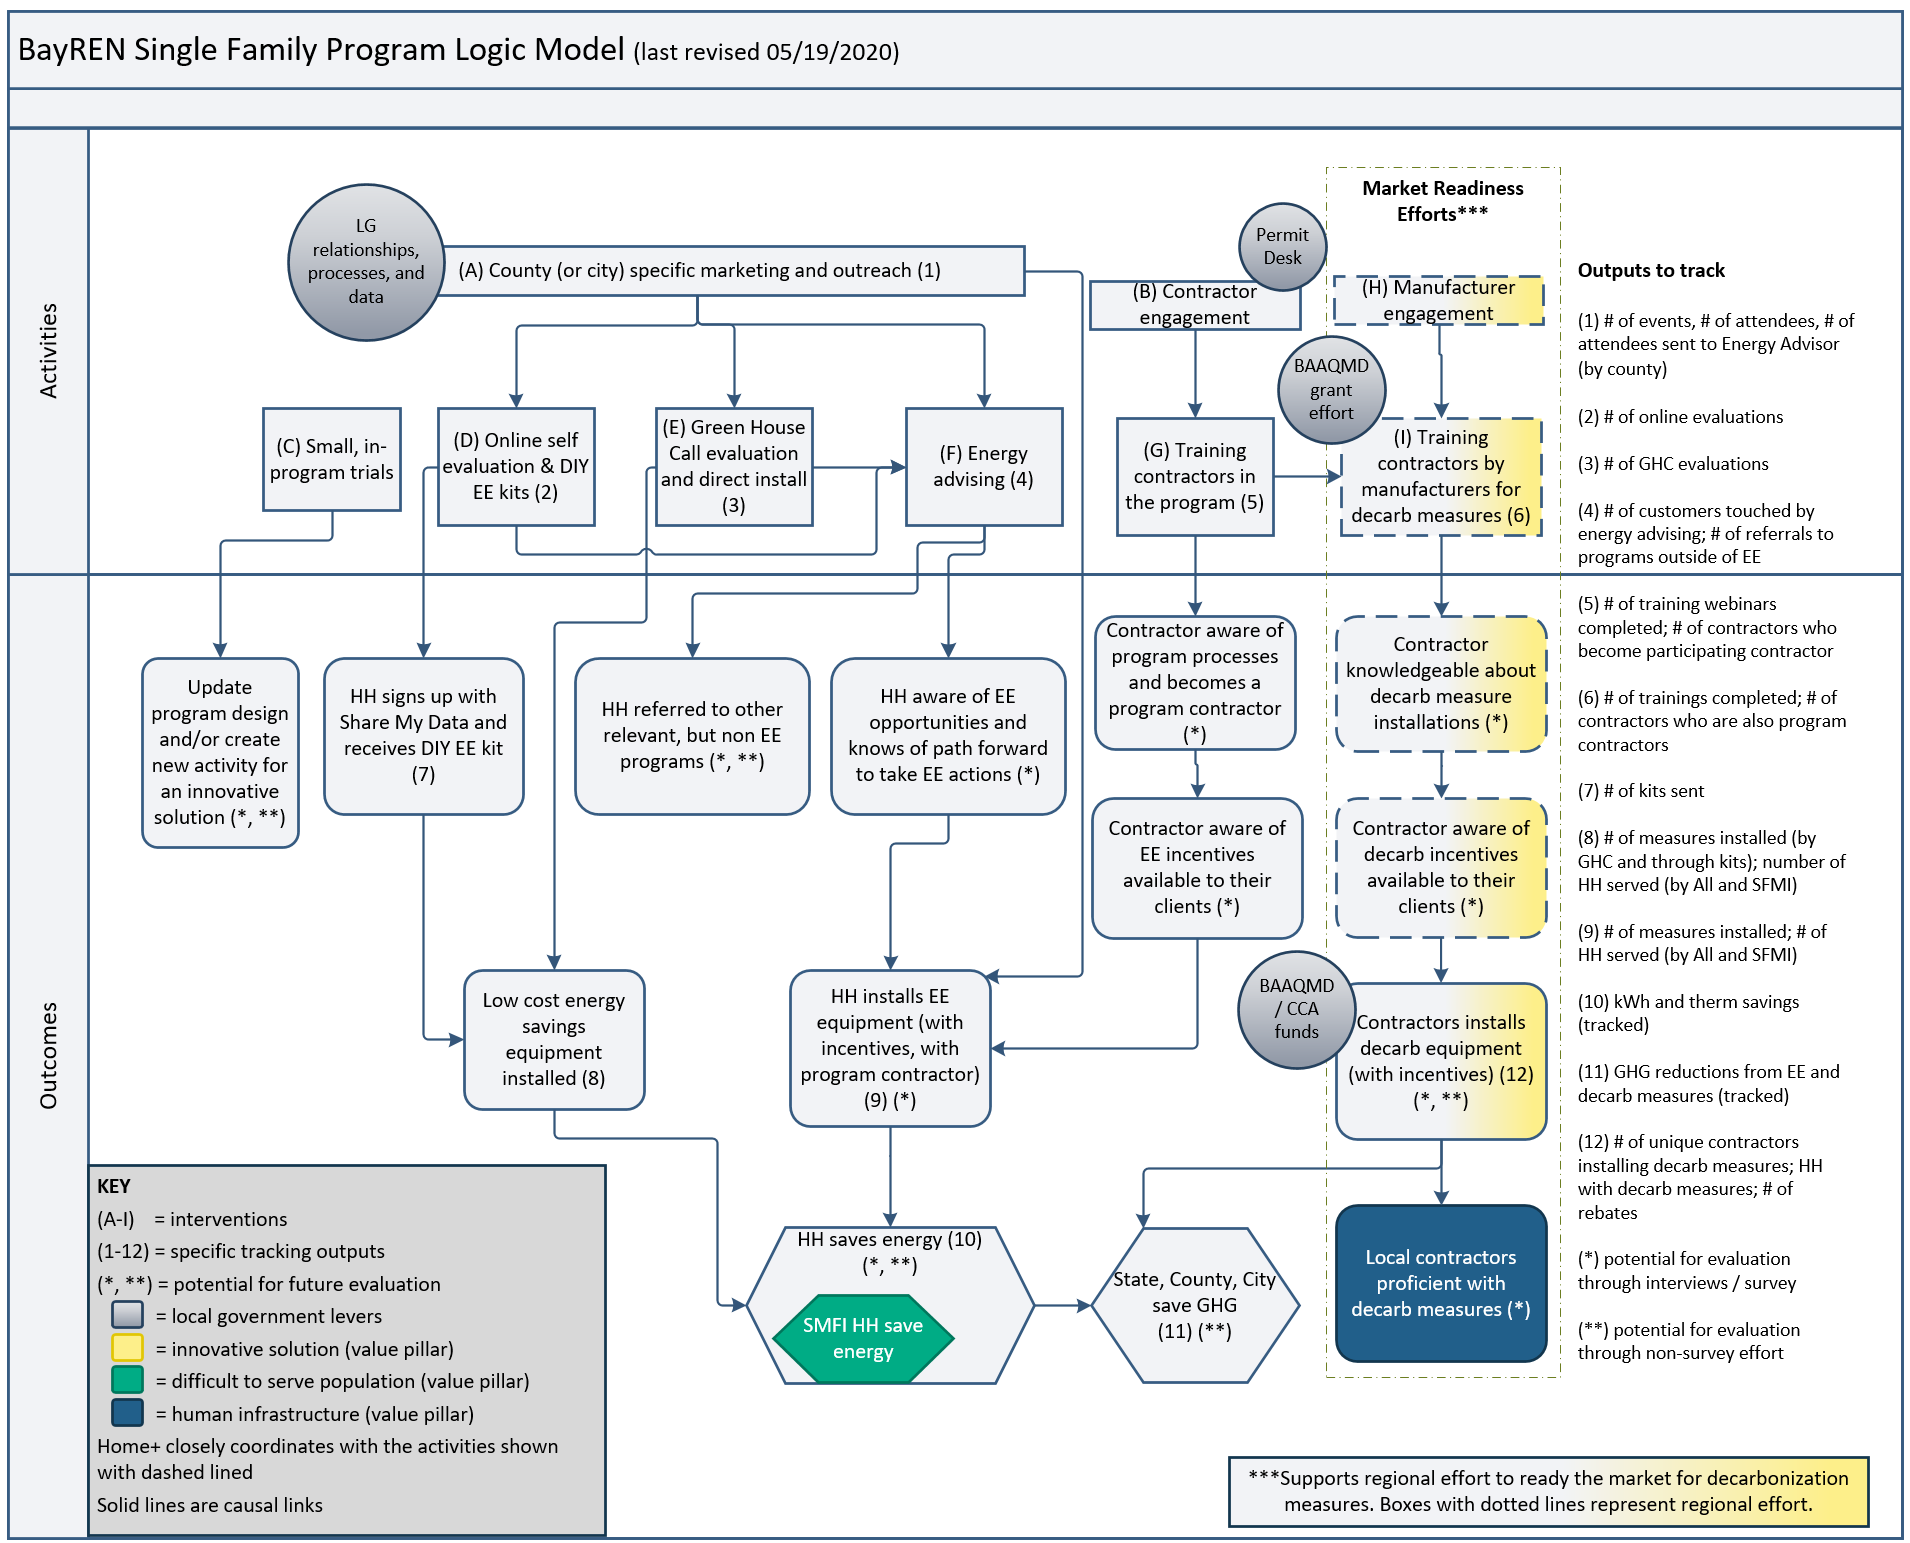 BayREN Single Family Program Logic Model (last revised 05/19/2020)
Activities
LG
relationships,
processes, and
data
(A) County (or city) specific marketing and outreach (1)
Permit
Desk
(B) Contractor
engagement
Market Readiness
Efforts***
(H) Manufacturer
engagement
BAAQMD
grant
effort
(C) Small, in-
program trials
(D) Online self
evaluation & DIY
EE kits (2)
(E) Green House
Call evaluation
and direct install
(3)
(F) Energy
advising (4)
(G) Training
contractors in
the program (5)
(I) Training
contractors by
manufacturers for
decarb measures (6)
Outcomes
Update
program design
and/or create
new activity for
an innovative
solution (*, **)
HH signs up with
Share My Data and
receives DIY EE kit
(7)
HH referred to other
relevant, but non EE
programs (*, **)
HH aware of EE
opportunities and
knows of path forward
to take EE actions (*)
Contractor aware of
program processes
and becomes a
program contractor
(*)
Contractor
knowledgeable about
decarb measure
installations (*)
Contractor aware of
EE incentives
available to their
clients (*)
Contractor aware of
decarb incentives
available to their
clients (*)
Low cost energy
savings
equipment
installed (8)
HH installs EE
equipment (with
incentives, with
program contractor)
(9) (*)
BAAQMD
/ CCA
funds
Contractors installs
decarb equipment
(with incentives) (12)
(*, **)
HH saves energy (10)
(*, **)
SMFI HH save
energy
State, County, City
save GHG
(11) (**)
Local contractors
proficient with
decarb measures (*)
Outputs to track
(1) # of events, # of attendees, # of
attendees sent to Energy Advisor
(by county)
(2) # of online evaluations
(3) # of GHC evaluations
(4) # of customers touched by
energy advising; # of referrals to
programs outside of EE
(5) # of training webinars
completed; # of contractors who
become participating contractor
(6) # of trainings completed; # of
contractors who are also program
contractors
(7) # of kits sent
(8) # of measures installed (by
GHC and through kits); number of
HH served (by All and SFMI)
(9) # of measures installed; # of
HH served (by All and SFMI)
(10) kWh and therm savings
(tracked)
(11) GHG reductions from EE and
decarb measures (tracked)
(12) # of unique contractors
installing decarb measures; HH
with decarb measures; # of
rebates
(*) potential for evaluation
through interviews / survey
(**) potential for evaluation
through non-survey effort
KEY
(A-I) = interventions
(1-12) = specific tracking outputs
(*, **) = potential for future evaluation
= local government levers
= innovative solution (value pillar)
= difficult to serve population (value pillar)
= human infrastructure (value pillar)
Home+ closely coordinates with the activities shown
with dashed lined
Solid lines are causal links
***Supports regional effort to ready the market for decarbonization
measures. Boxes with dotted lines represent regional effort.